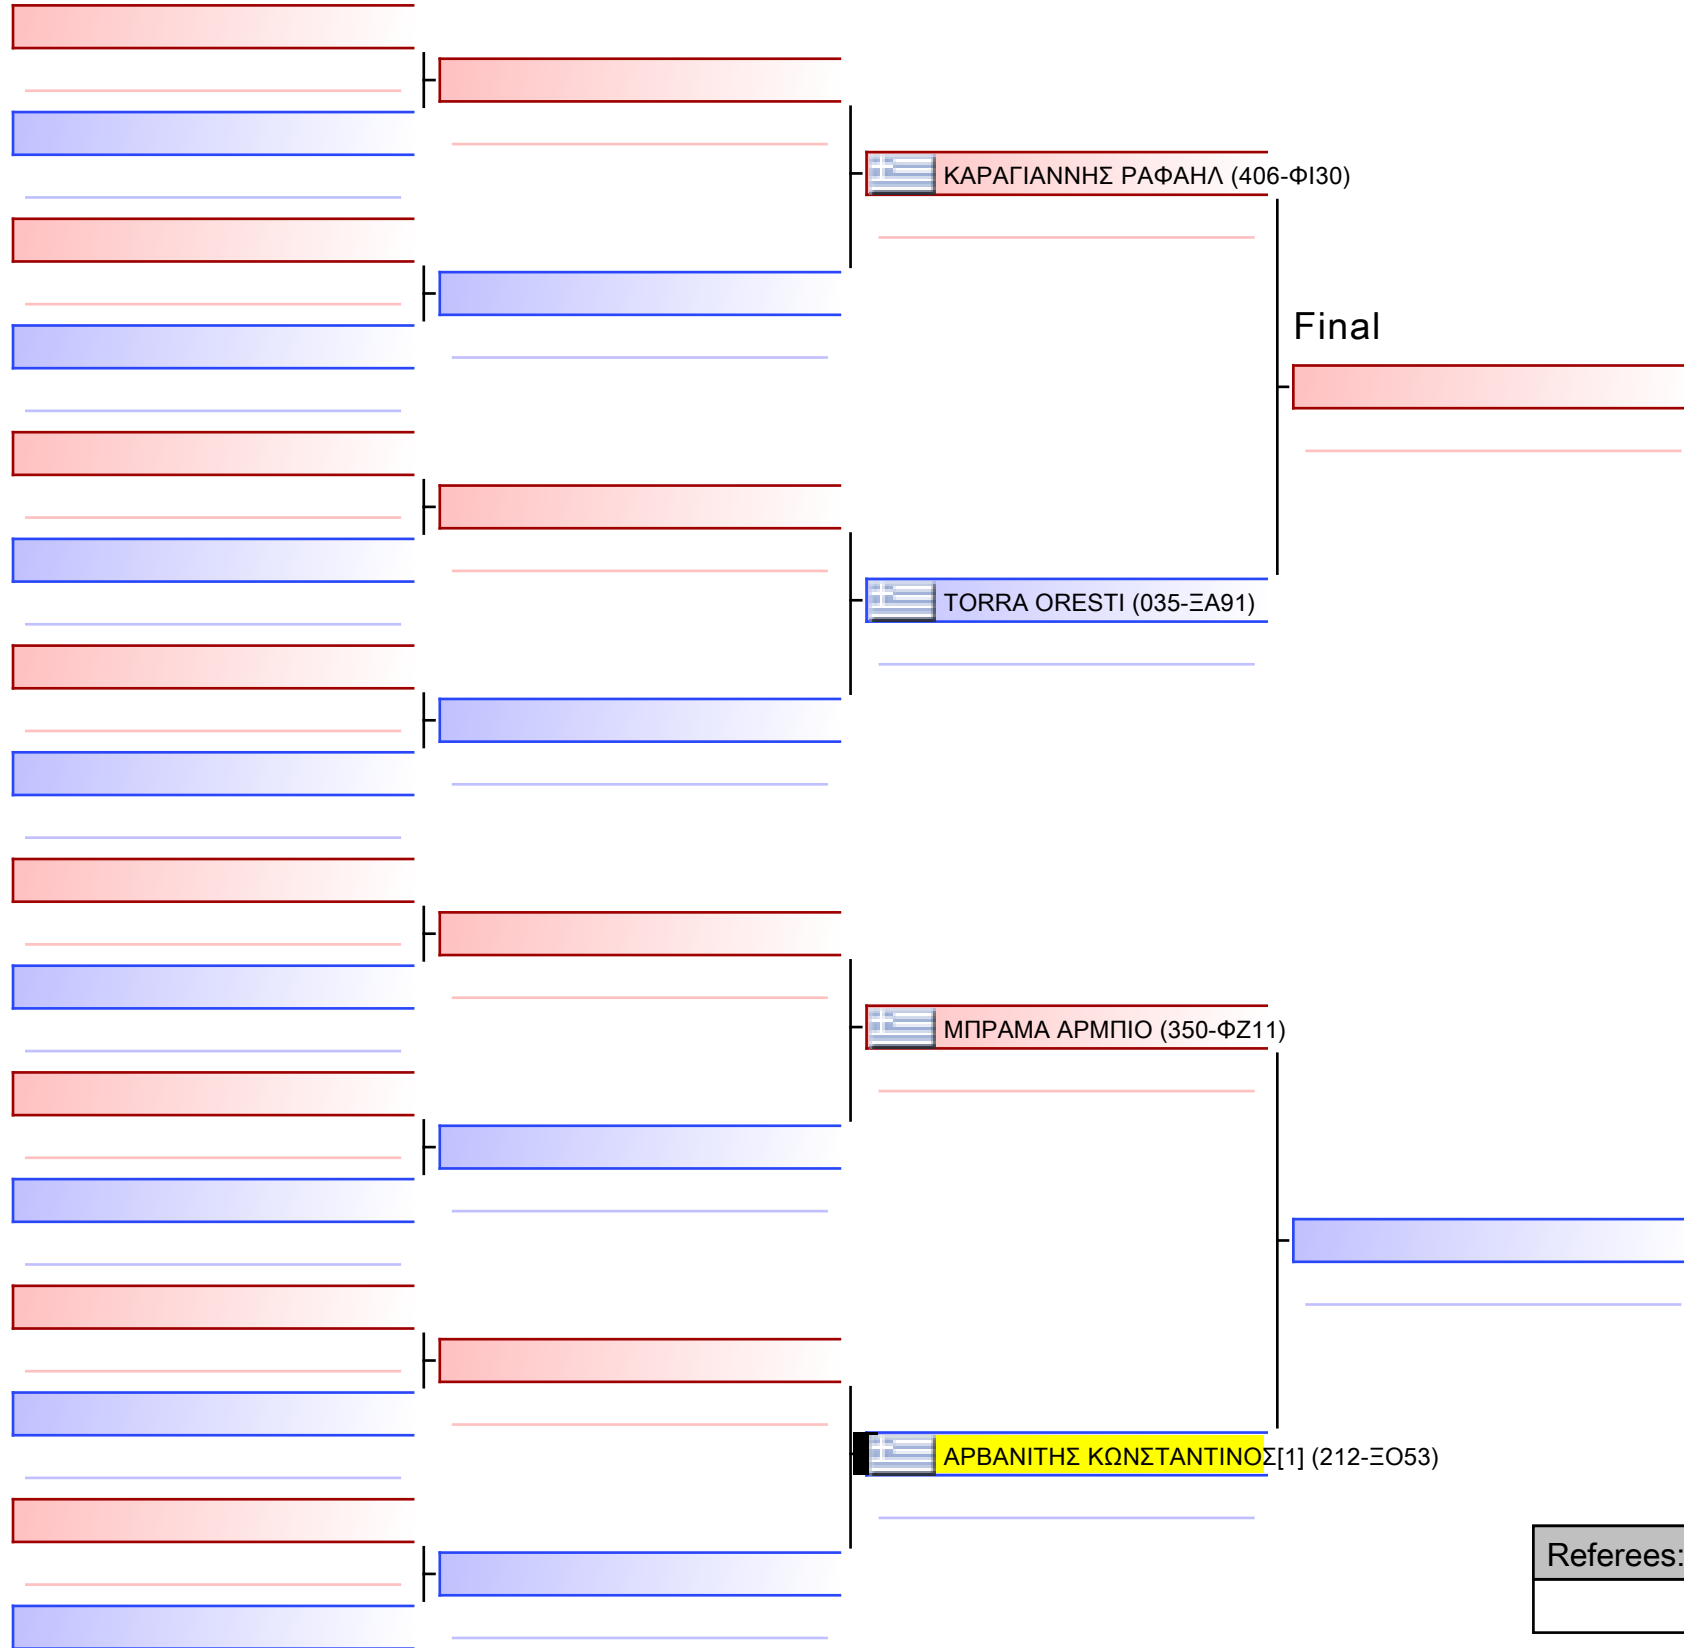 ΚΑΡΑΓΙΑΝΝΗΣ ΡΑΦΑΗΛ (406-ΦΙ30)
Final
TORRA ORESTI (035-ΞΑ91)
ΜΠΡΑΜΑ ΑΡΜΠΙΟ (350-ΦΖ11)
ΑΡΒΑΝΙΤΗΣ ΚΩΝΣΤΑΝΤΙΝΟΣ[1] (212-ΞΟ53)
Referees: